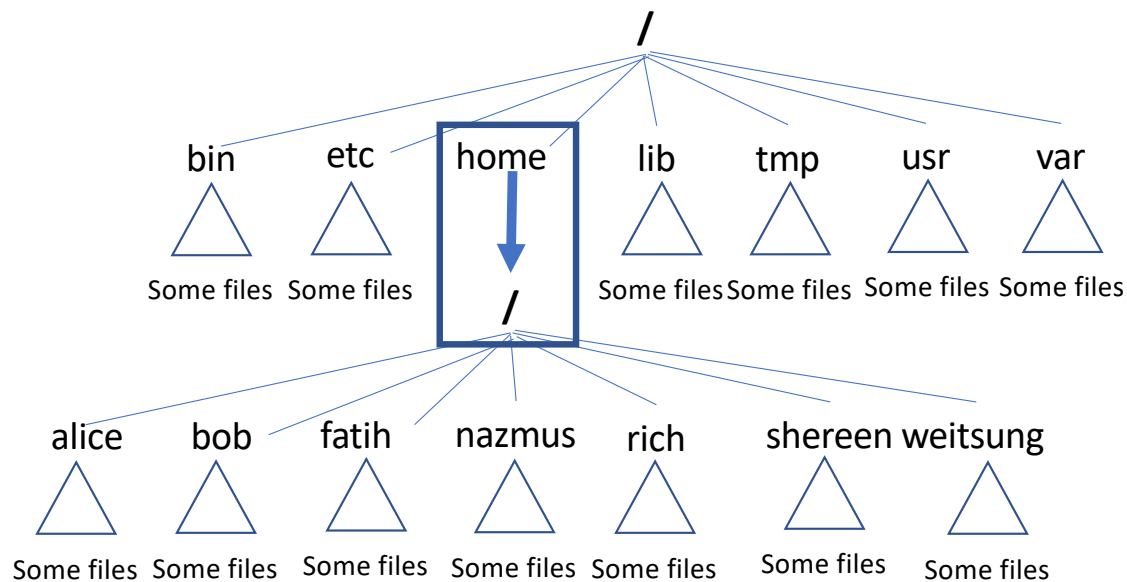 /
bin etc home lib tmp usr var
Some files Some files Some files Some files Some files Some files
/
alice bob fatih nazmus rich shereen weitsung
Some files Some files Some files Some files Some files Some files Some files